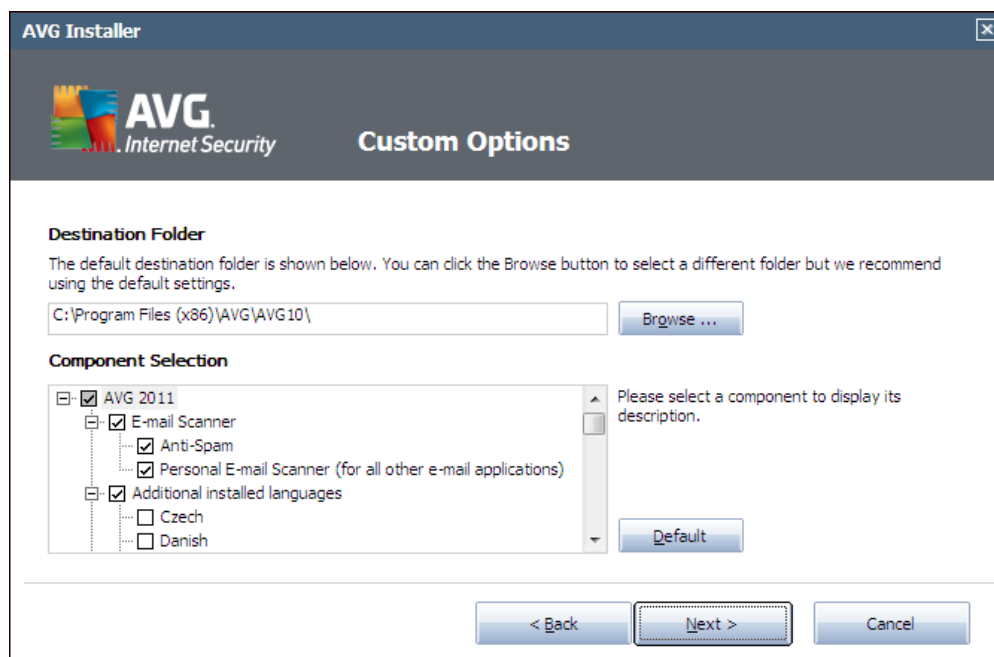 AVG Installer
AVG.
Internet Security
Custom Options
Destination Folder
The default destination folder is shown below. You can click the Browse button to select a different folder but we recommend
using the default settings.
C:\Program Files (x86)\AVG\AVG10\
Browse ...
Component Selection
AVG 2011
E-mail Scanner
Anti-Spam
Personal E-mail Scanner (for all other e-mail applications)
Additional installed languages
Czech
Danish
Please select a component to display its
description.
Default
< Back
Next >
Cancel